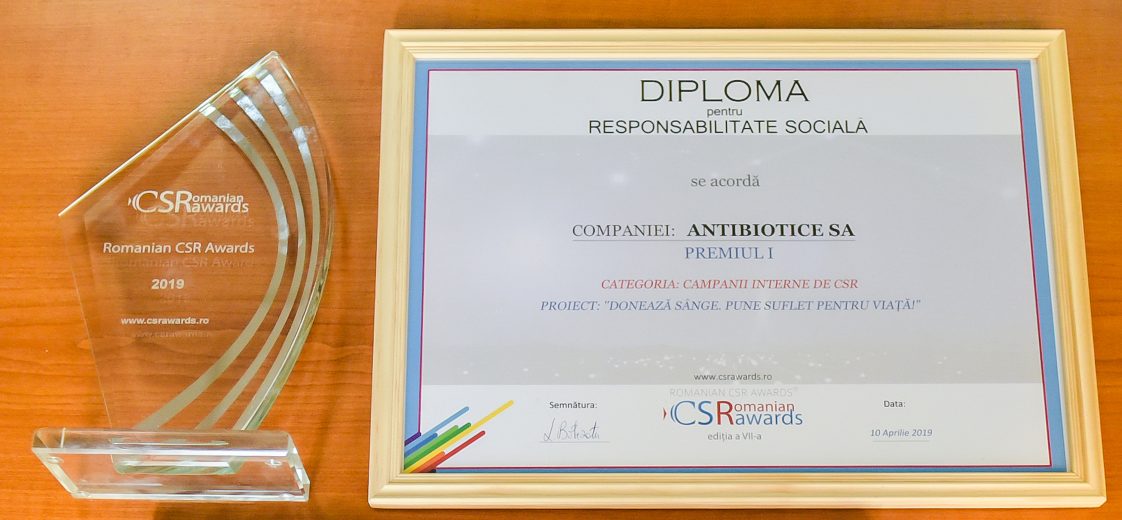 CSRomanian awards
Romanian CSR Awards
2019
www.csrawards.ro
DIPLOMA
pentru
RESPONSABILITATE SOCIALĂ
se acordă
COMPANIEI: ANTIBIOTICE SA
PREMIUL I
CATEGORIA: CAMPANII INTERNE DE CSR
PROIECT: "DONEAZĂ SÂNGE. PUNE SUFLET PENTRU VIAȚĂ!"
www.csrawards.ro
ROMANIAN CSR AWARDS
Semnătura:
CSRomanian awards
ediția a VII-a
Data:
10 Aprilie 2019